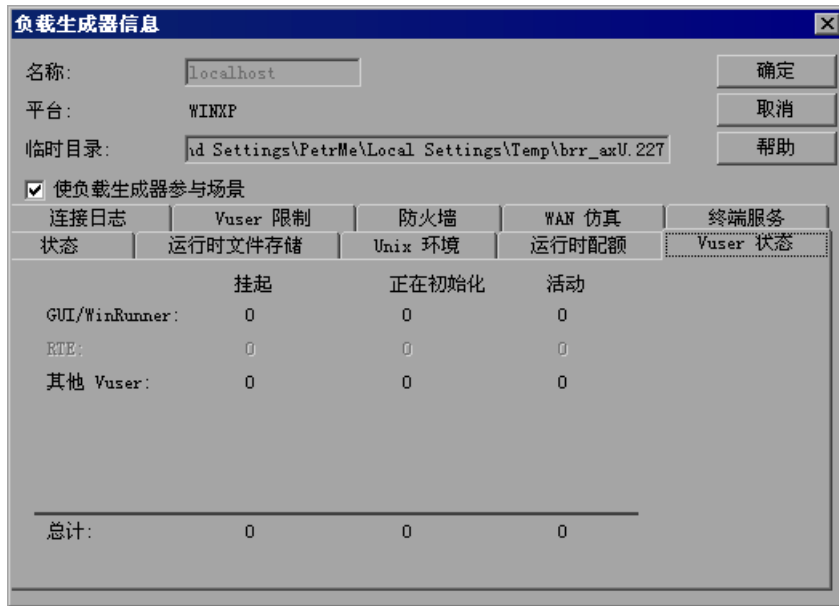 负载生成器信息
名称: localhost 确定
平台: WINXP 取消
临时目录: nd Settings\PetrMe\Local Settings\Temp\brr_axU.227 帮助
使负载生成器参与场景
连接日志 Vuser 限制 防火墙 WAN 仿真 终端服务
状态 运行时文件存储 Unix 环境 运行时配额 Vuser 状态
挂起 正在初始化 活动
GUI/WinRunner: 0 0 0
RTE: 0 0 0
其他 Vuser: 0 0 0
总计: 0 0 0